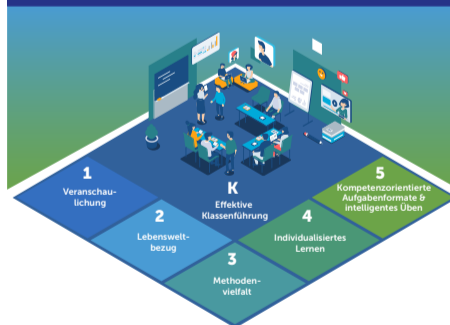 1
Veranschau-
lichung
2
Lebenswelt-
bezug
3
Methoden-
vielfalt
K
Effektive
Klassenführung
4
Individualisiertes
Lernen
5
Kompetenzorientierte
Aufgabenformate &
intelligentes Üben